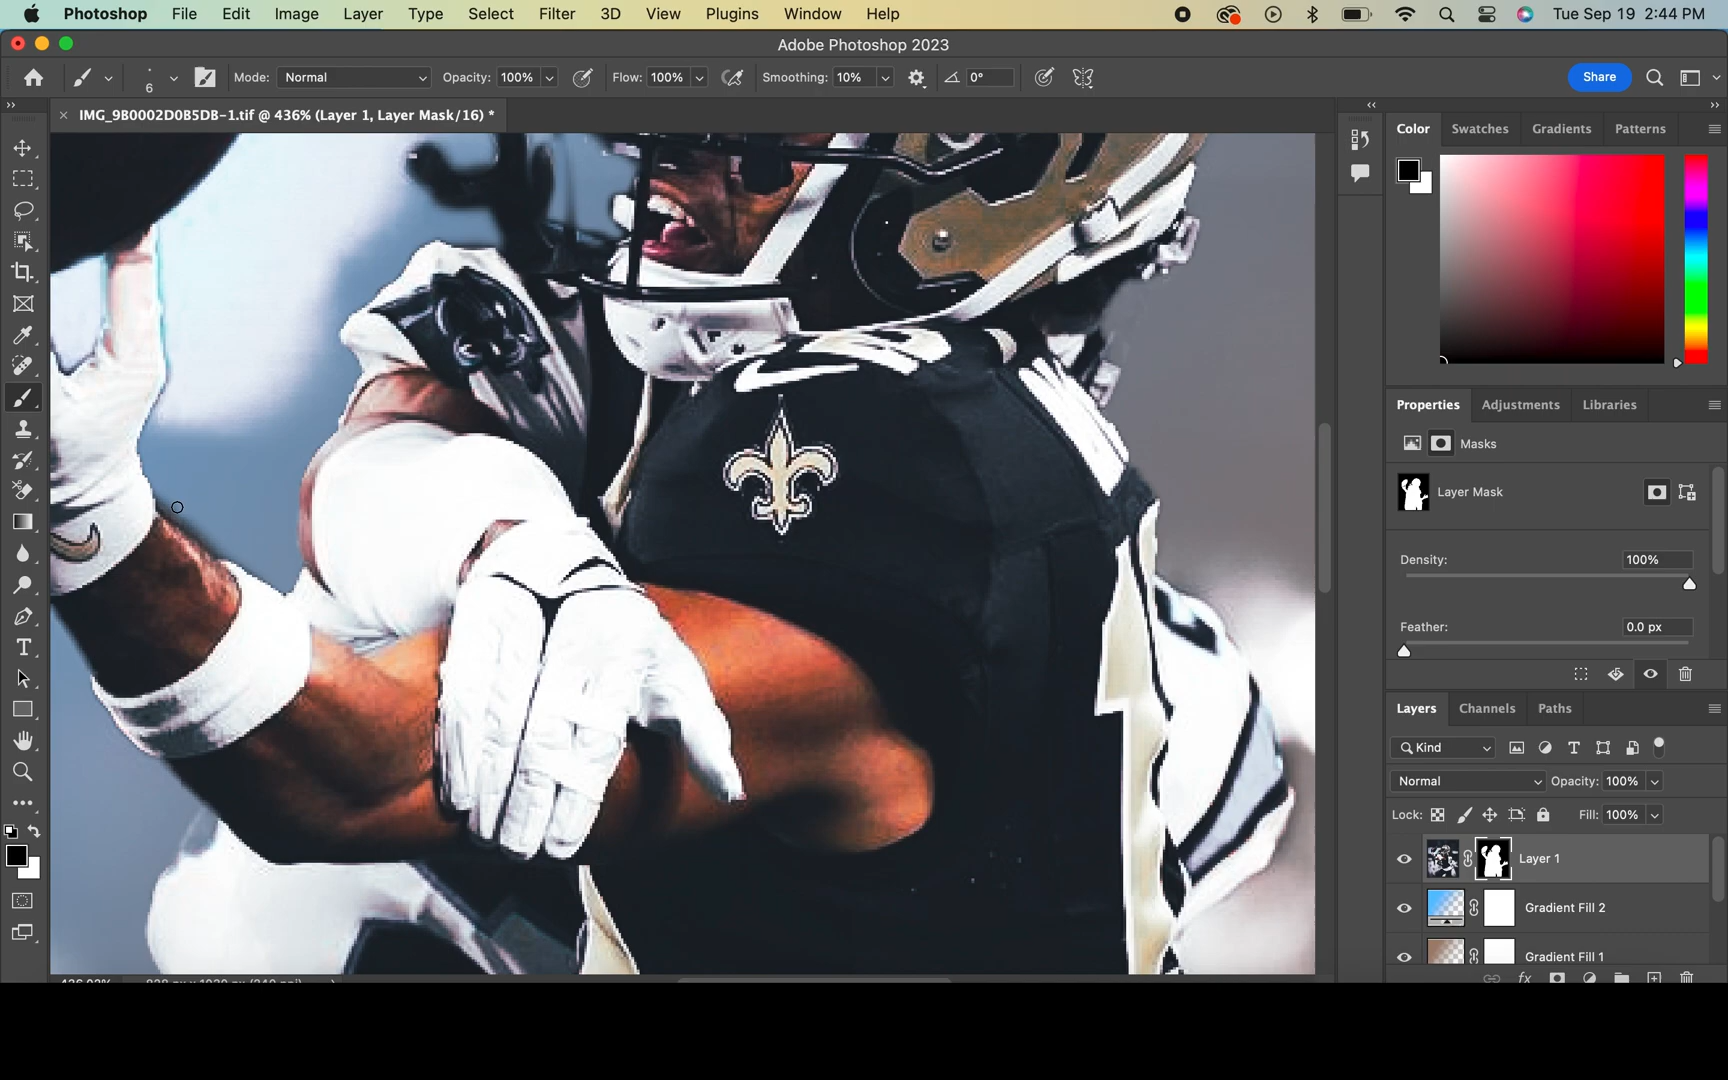 Photoshop File Edit Image Layer Type Select Filter 3D View Plugins Window Help Tue Sep 19 2:44 PM
Adobe Photoshop 2023
6 Mode: Normal Opacity: 100% Flow: 100% Smoothing: 10% 0° Share
IMG_9B0002D0B5DB-1.tif @ 436% (Layer 1, Layer Mask/16) *
Color Swatches Gradients Patterns
Properties Adjustments Libraries
Masks
Layer Mask
Density: 100%
Feather: 0.0 px
Layers Channels Paths
Kind
Normal Opacity: 100%
Lock: Fill: 100%
Layer 1
Gradient Fill 2
Gradient Fill 1
fx